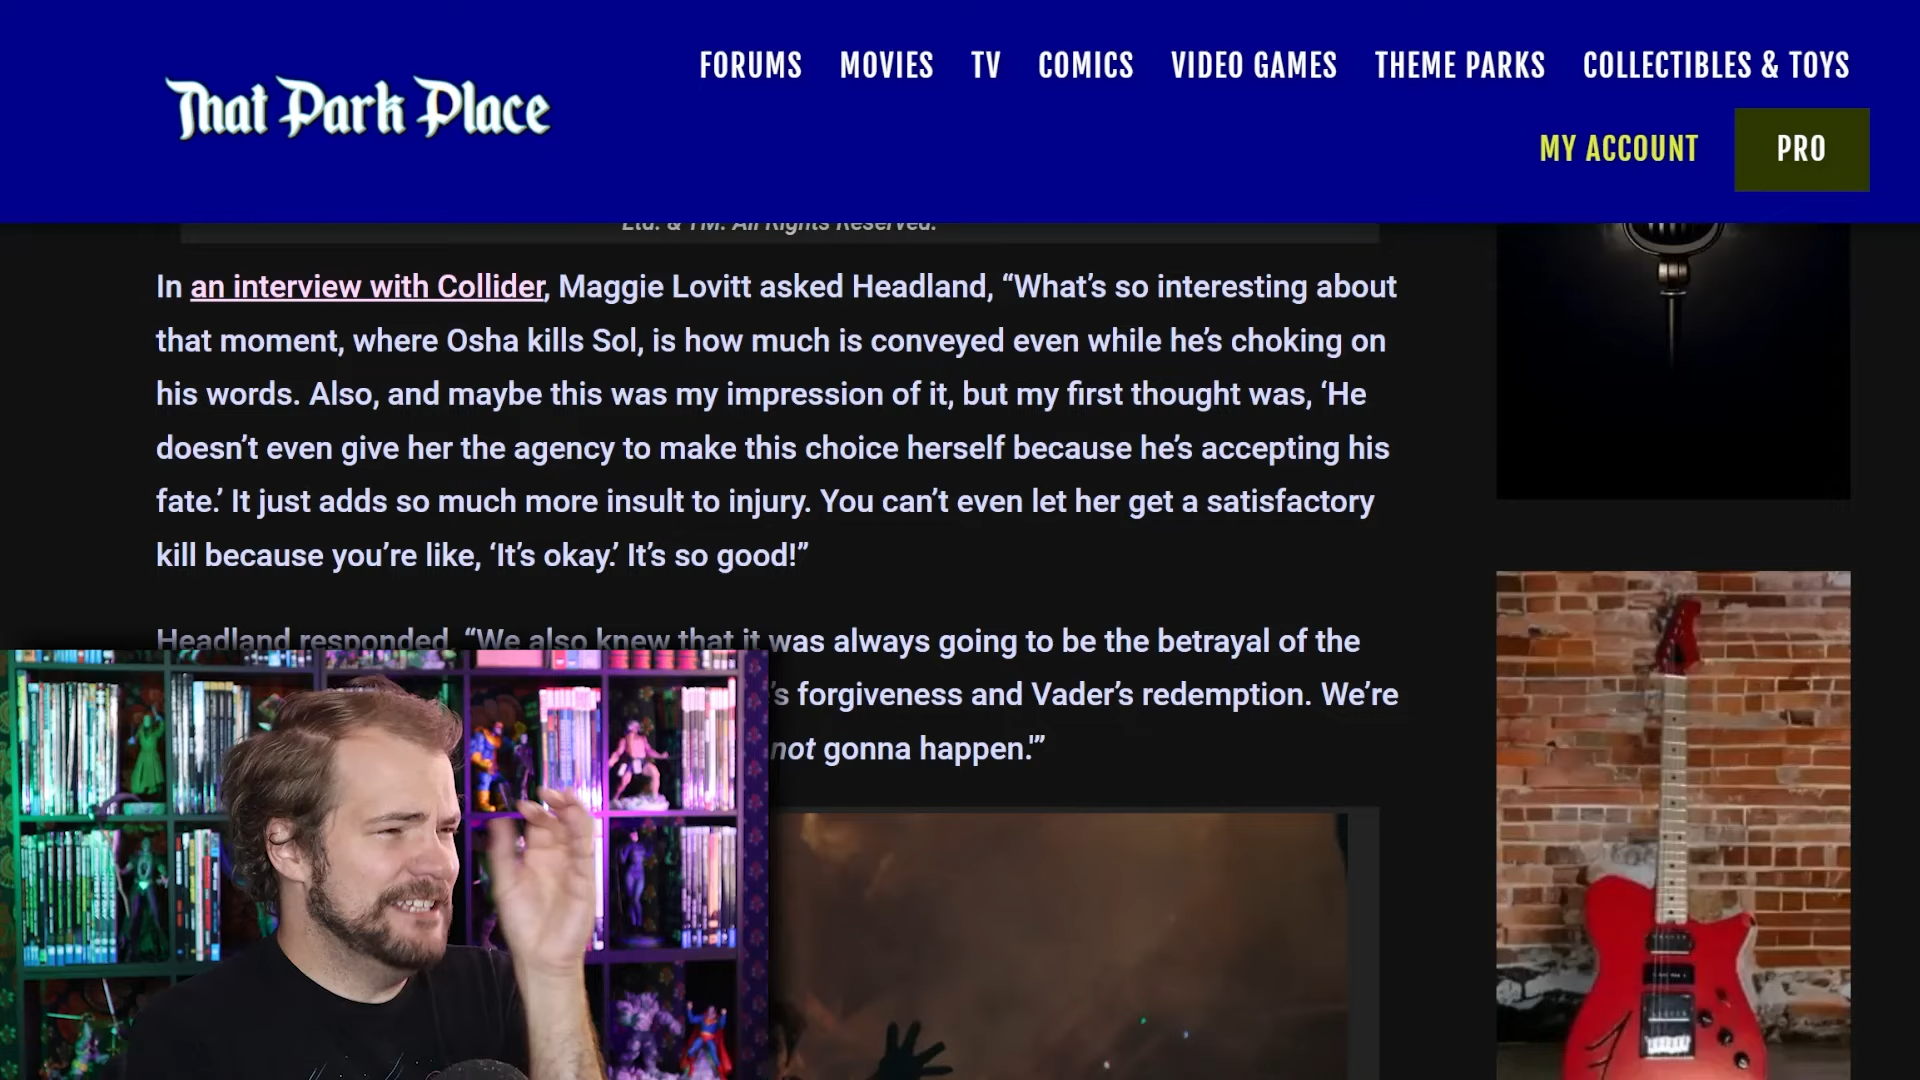 FORUMS MOVIES TV COMICS VIDEO GAMES THEME PARKS COLLECTIBLES & TOYS
That Park Place
MY ACCOUNT PRO
Ltd. & TM. All Rights Reserved.
In an interview with Collider, Maggie Lovitt asked Headland, “What’s so interesting about
that moment, where Osha kills Sol, is how much is conveyed even while he’s choking on
his words. Also, and maybe this was my impression of it, but my first thought was, ‘He
doesn’t even give her the agency to make this choice herself because he’s accepting his
fate.’ It just adds so much more insult to injury. You can’t even let her get a satisfactory
kill because you’re like, ‘It’s okay.’ It’s so good!”
Headland responded, “We also knew that it was always going to be the betrayal of the
’s forgiveness and Vader’s redemption. We’re
not gonna happen.'”